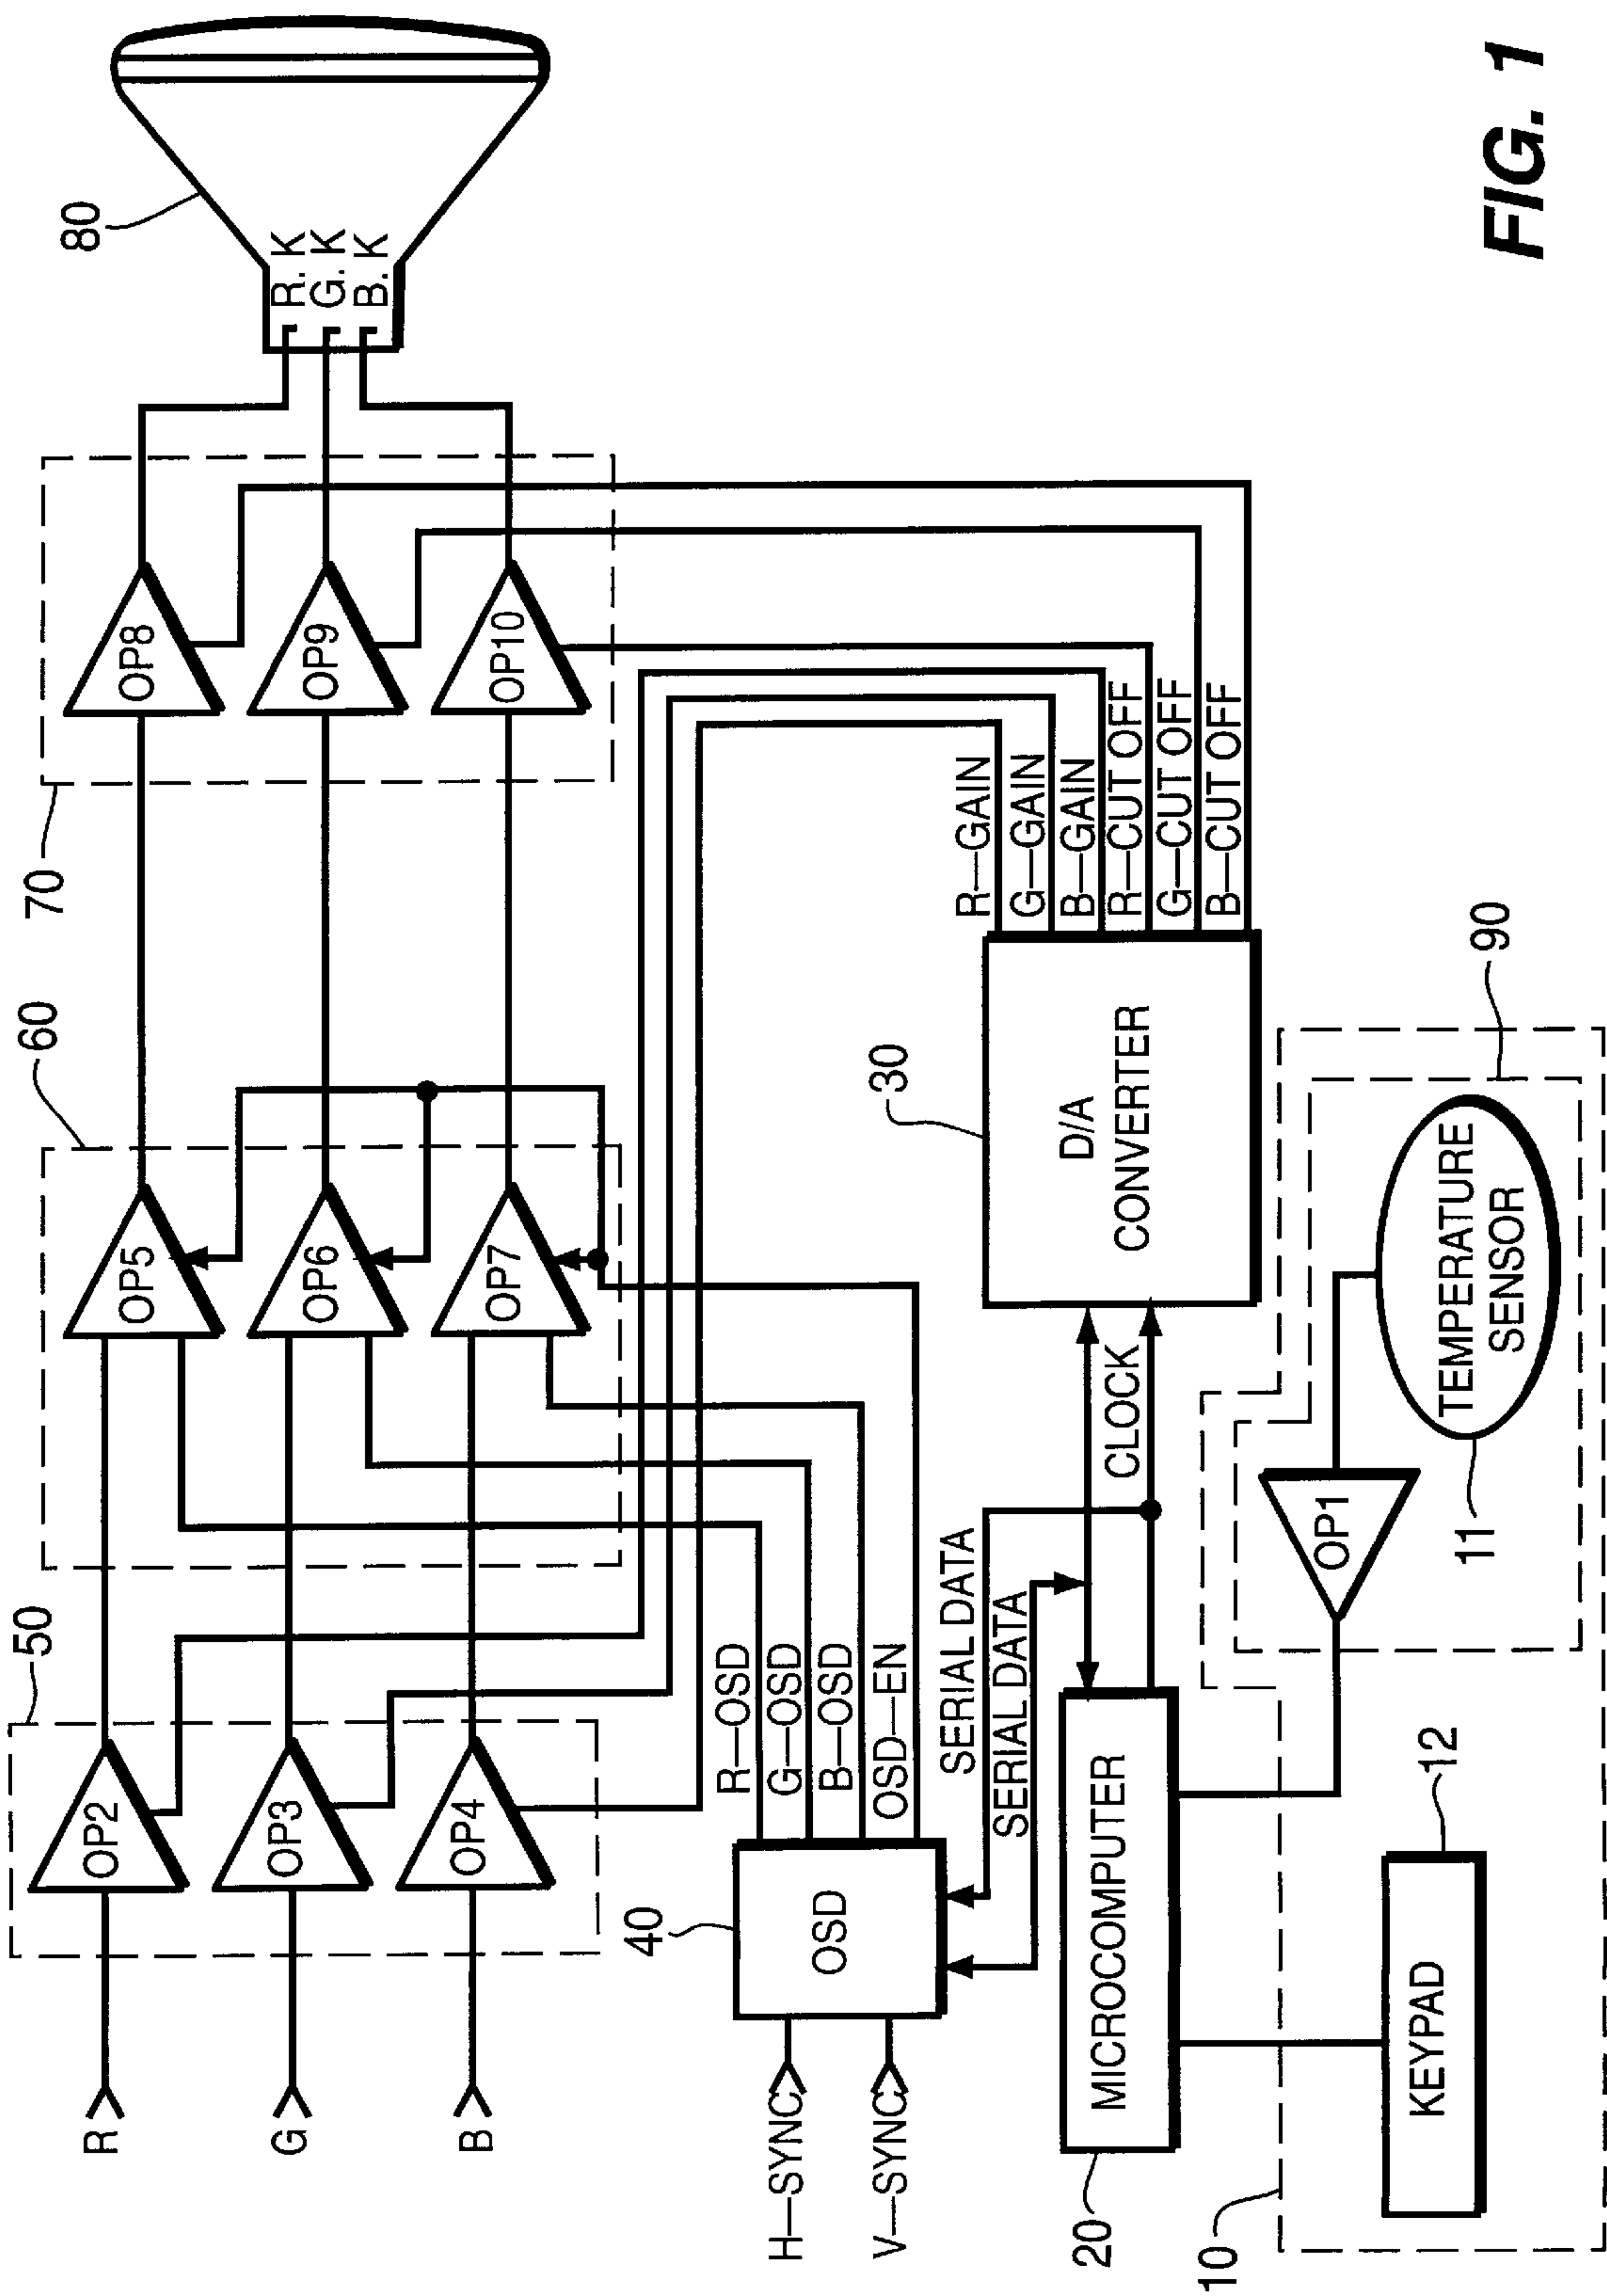 80
R. K
G. K
B. K
70
OP8
OP9
OP10
60
OP5
OP6
OP7
50
OP2
OP3
OP4
R
G
B
R—GAIN
G—GAIN
B—GAIN
R—CUT OFF
G—CUT OFF
B—CUT OFF
30
D/A
CONVERTER
R—OSD
G—OSD
B—OSD
OSD—EN
40
OSD
H—SYNC
V—SYNC
SERIAL DATA
SERIAL DATA
CLOCK
20
MICROCOMPUTER
90
TEMPERATURE
SENSOR
11
OP1
10
KEYPAD
12
FIG. 1